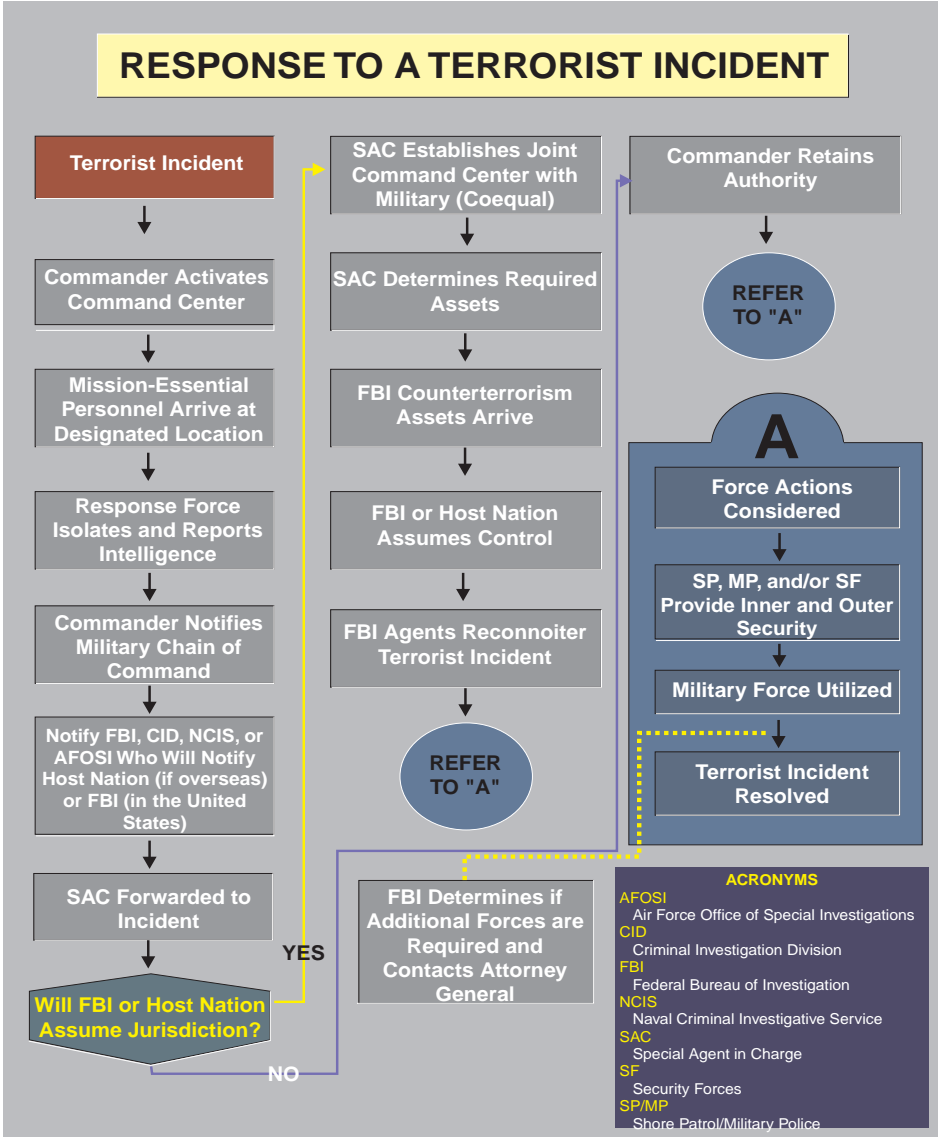 RESPONSE TO A TERRORIST INCIDENT
Terrorist Incident
Commander Activates
Command Center
Mission-Essential
Personnel Arrive at
Designated Location
Response Force
Isolates and Reports
Intelligence
Commander Notifies
Military Chain of
Command
Notify FBI, CID, NCIS, or
AFOSI Who Will Notify
Host Nation (if overseas)
or FBI (in the United
States)
SAC Forwarded to
Incident
Will FBI or Host Nation
Assume Jurisdiction?
YES
NO
SAC Establishes Joint
Command Center with
Military (Coequal)
SAC Determines Required
Assets
FBI Counterterrorism
Assets Arrive
FBI or Host Nation
Assumes Control
FBI Agents Reconnoiter
Terrorist Incident
REFER
TO "A"
FBI Determines if
Additional Forces are
Required and
Contacts Attorney
General
Commander Retains
Authority
REFER
TO "A"
A
Force Actions
Considered
SP, MP, and/or SF
Provide Inner and Outer
Security
Military Force Utilized
Terrorist Incident
Resolved
ACRONYMS
AFOSI
Air Force Office of Special Investigations
CID
Criminal Investigation Division
FBI
Federal Bureau of Investigation
NCIS
Naval Criminal Investigative Service
SAC
Special Agent in Charge
SF
Security Forces
SP/MP
Shore Patrol/Military Police